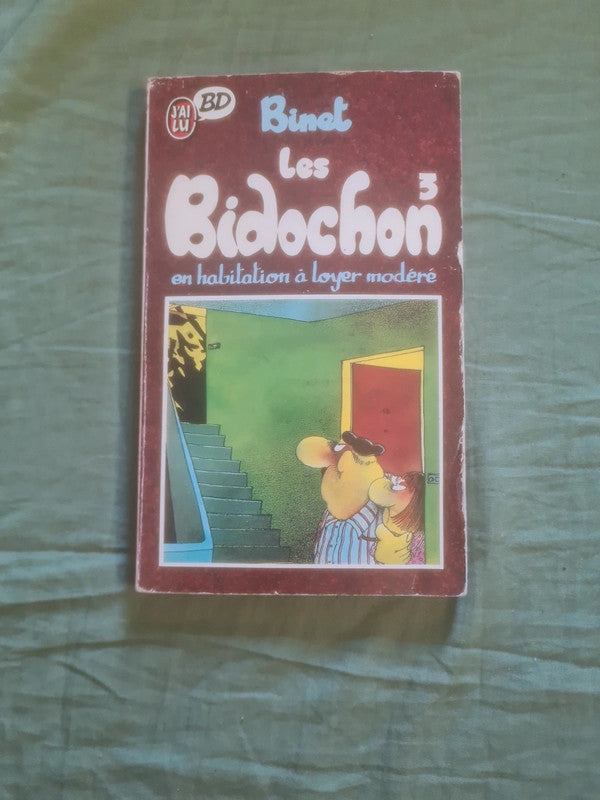 J'AI
LU
BD
Binet
Les
3
Bidochon
en habitation à loyer modéré